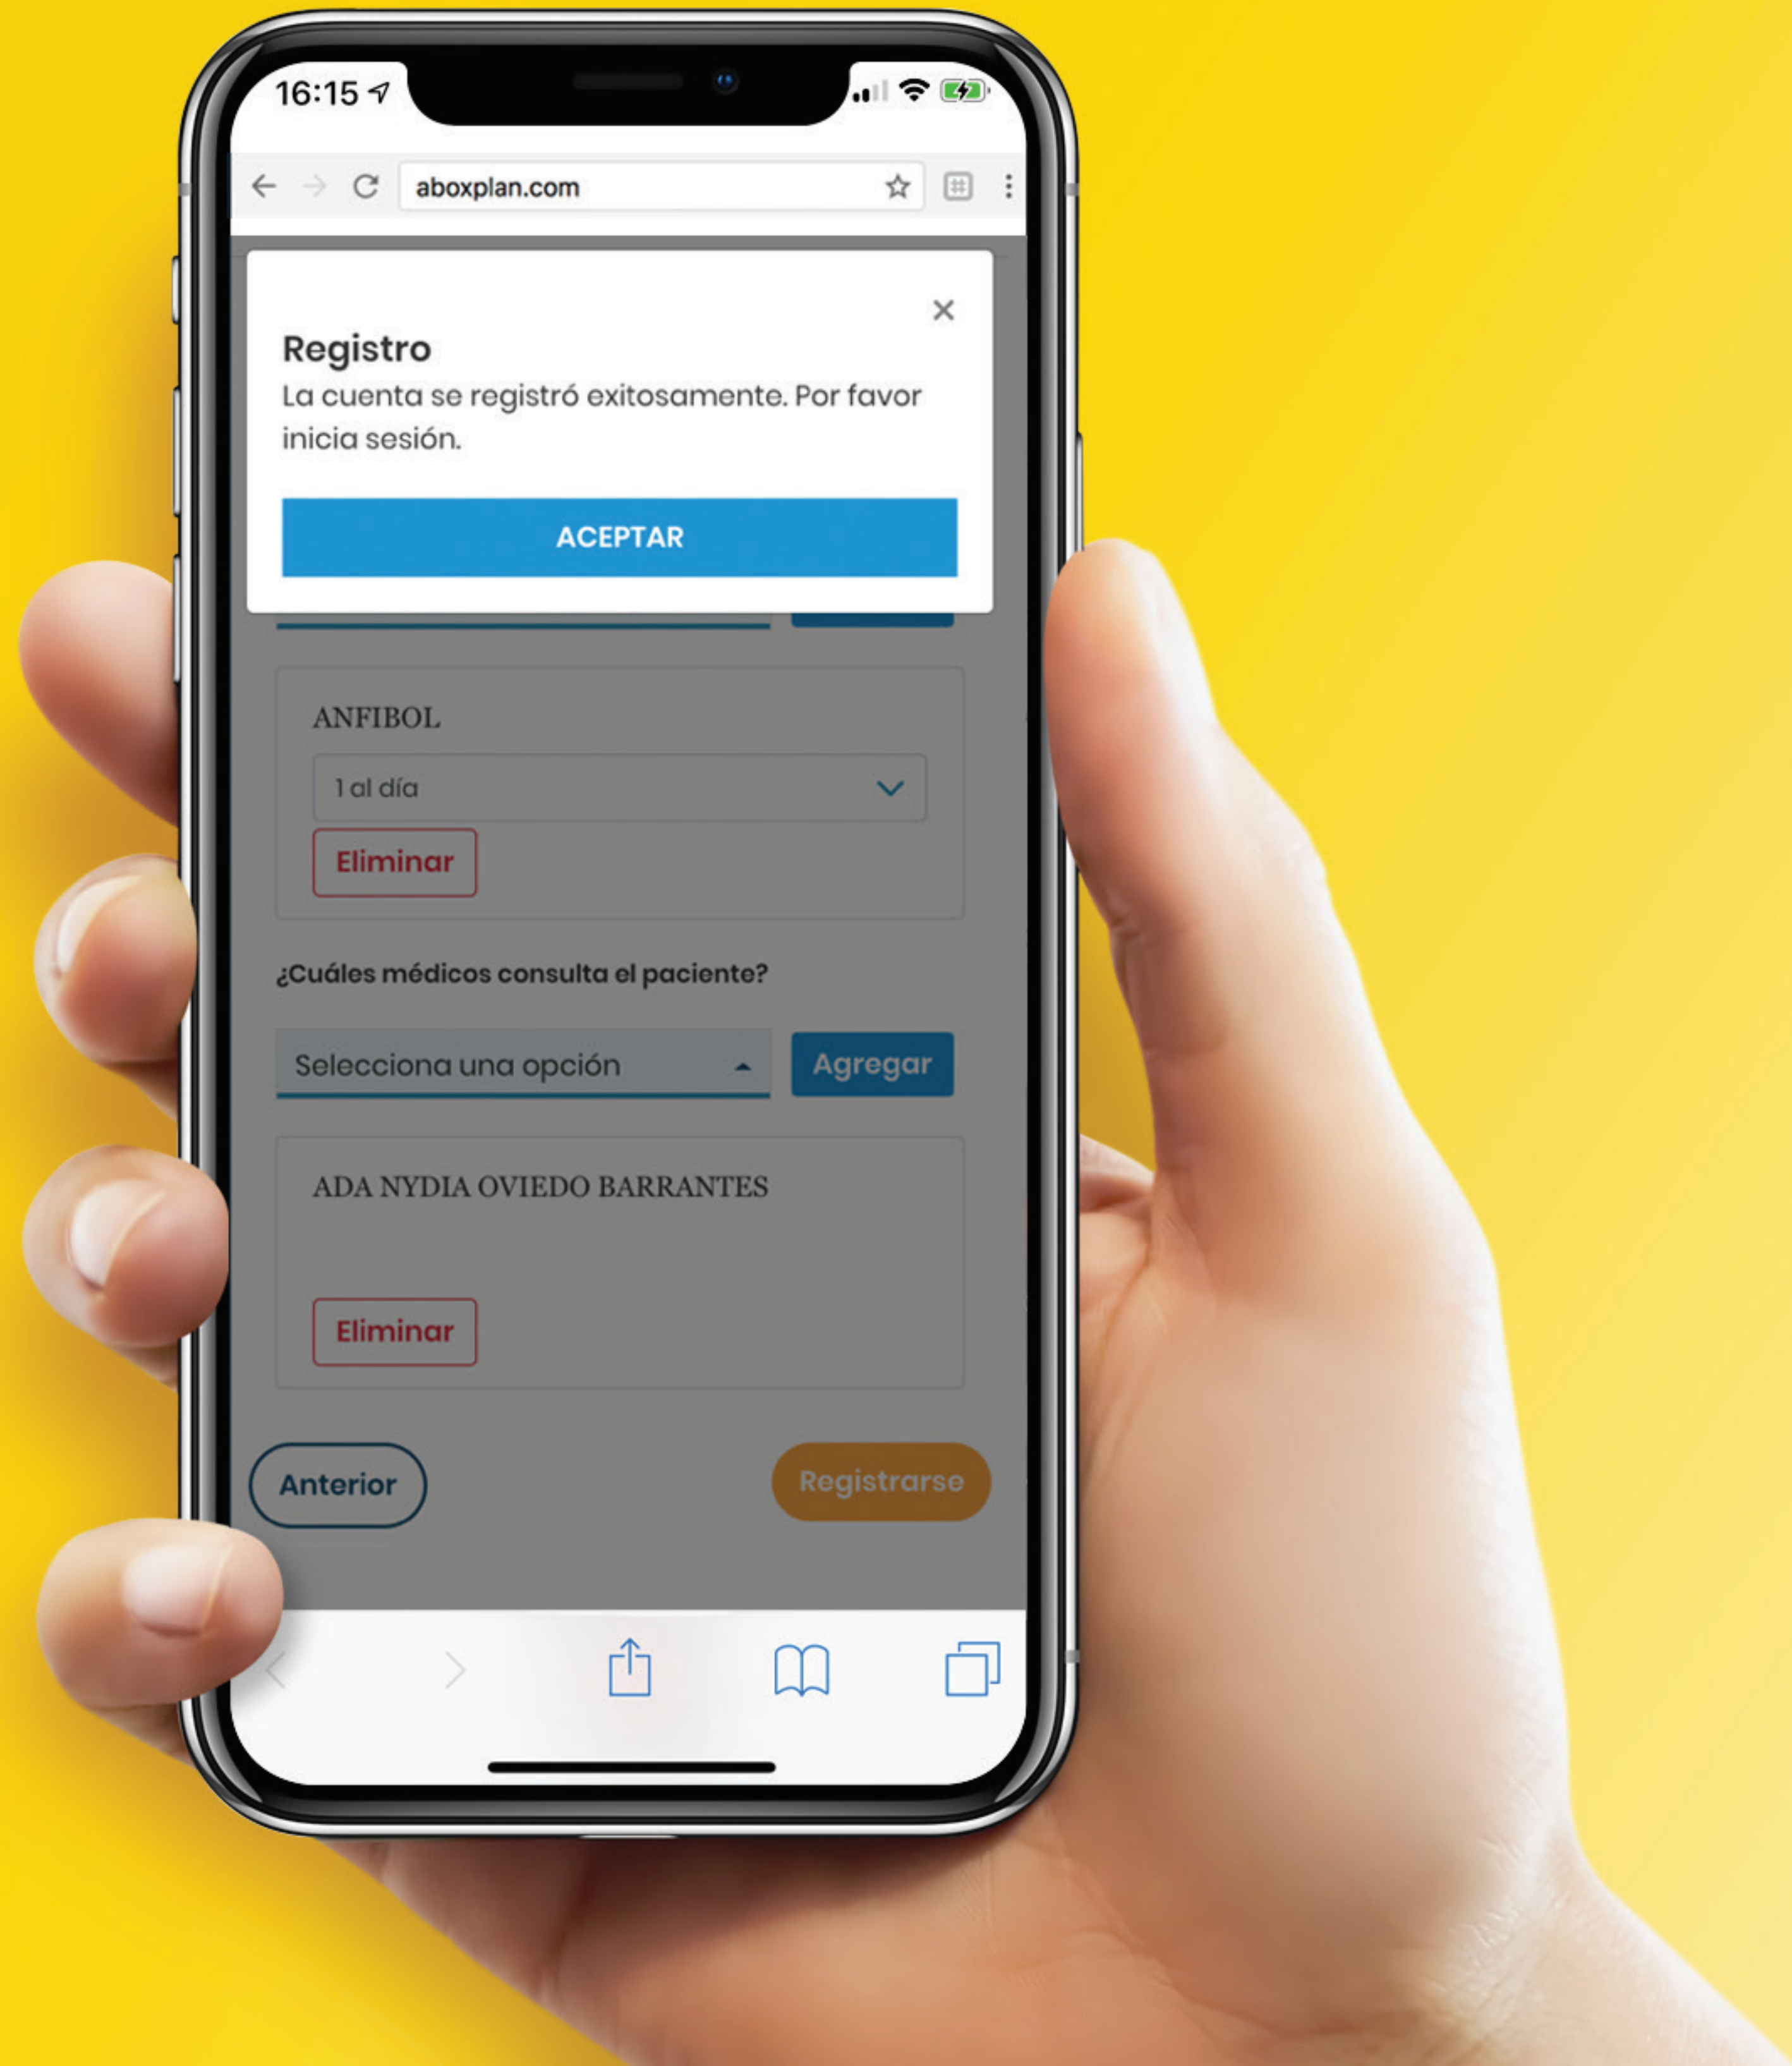 16:15
aboxplan.com
Registro
La cuenta se registró exitosamente. Por favor
inicia sesión.
ACEPTAR
ANFIBOL
1 al día
Eliminar
¿Cuáles médicos consulta el paciente?
Selecciona una opción
Agregar
ADA NYDIA OVIEDO BARRANTES
Eliminar
Anterior
Registrarse